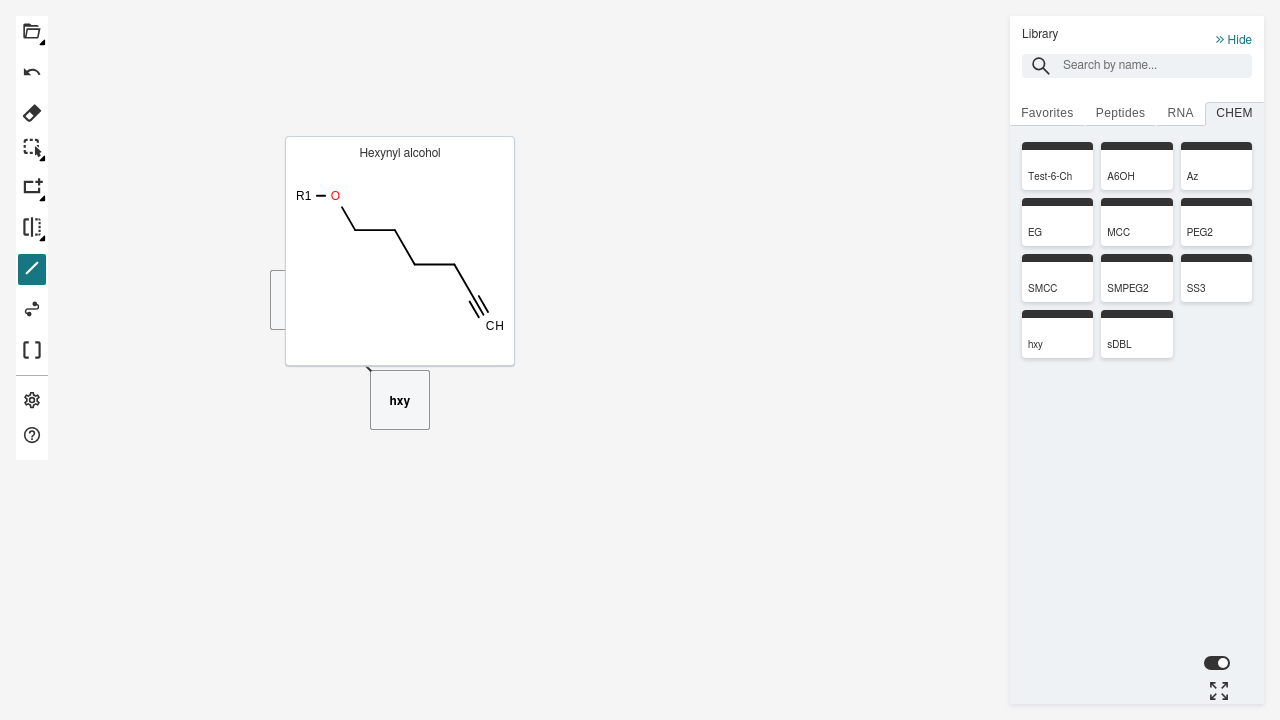 Library
Hide
Search by name...
Favorites Peptides RNA CHEM
Hexynyl alcohol
R1 O
CH
hxy
Test-6-Ch A6OH Az
EG MCC PEG2
SMCC SMPEG2 SS3
hxy sDBL